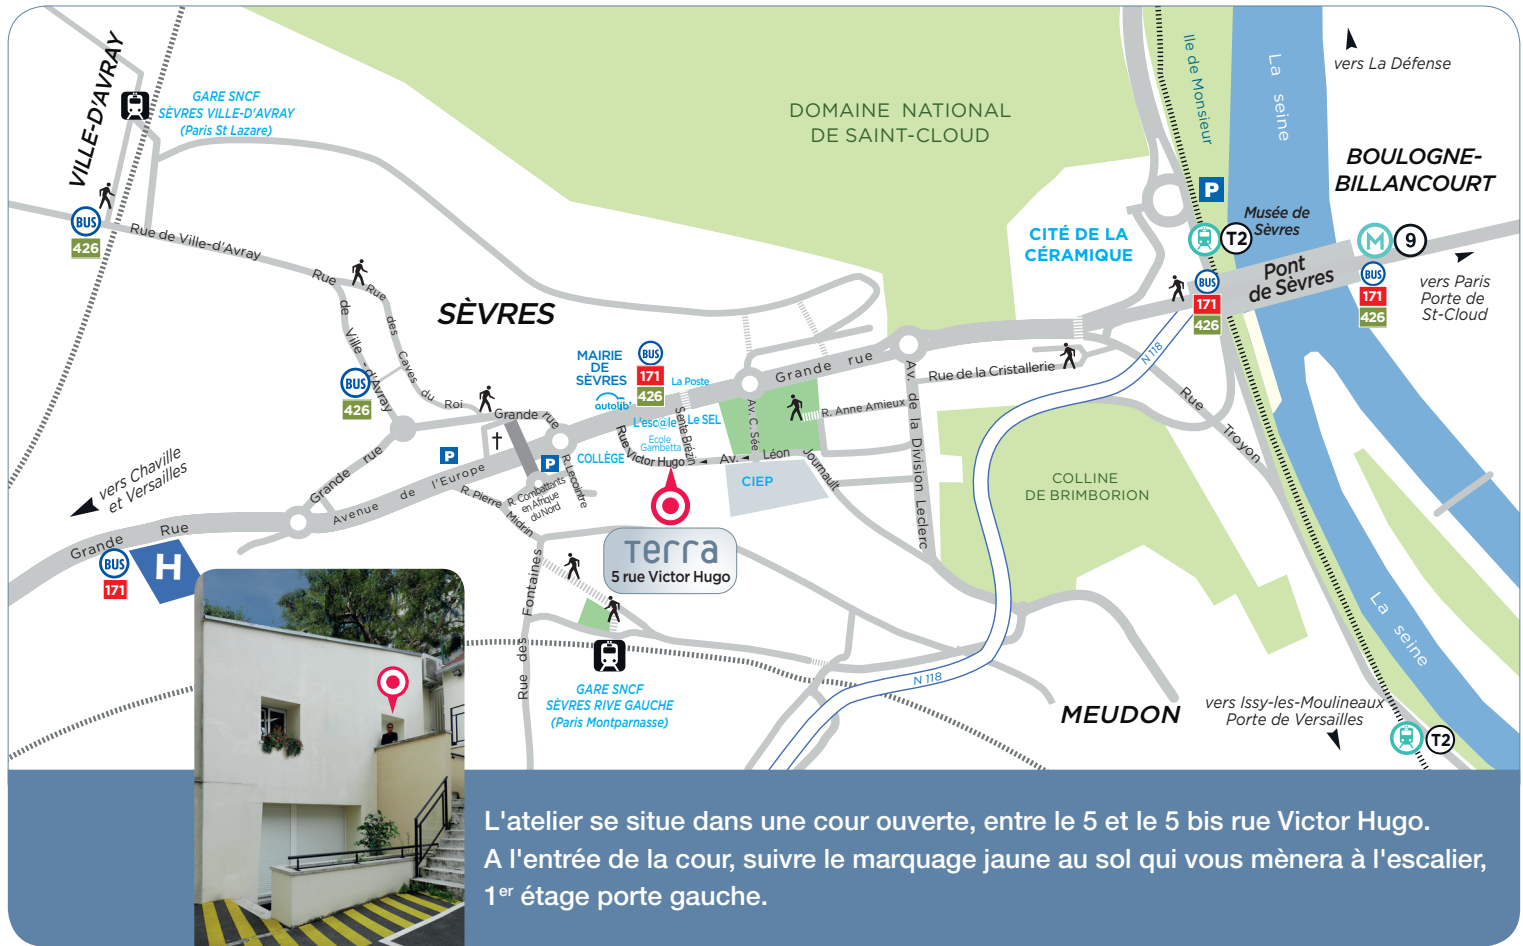 VILLE-D'AVRAY
GARE SNCF
SÈVRES VILLE-D'AVRAY
(Paris St Lazare)
BUS
426
Rue de Ville-d'Avray
Rue de Ville-d'Avray
Rue des Caves du Roi
BUS
426
SÈVRES
DOMAINE NATIONAL
DE SAINT-CLOUD
Ile de Monsieur
La seine
vers La Défense
BOULOGNE-
BILLANCOURT
P
Musée de
Sèvres
T2
M
9
CITÉ DE LA
CÉRAMIQUE
Pont
de Sèvres
BUS
171
426
BUS
171
426
vers Paris
Porte de
St-Cloud
N 118
MAIRIE
DE
SÈVRES
autolib'
BUS
171
426
La Poste
L'esc@le
Le SEL
Ecole
Gambetta
COLLÈGE
Sente Brézin
Rue Victor Hugo
Grande rue
Av. C. Sée
R. Anne Amieux
Av. Léon Journault
CIEP
Rue de la Cristallerie
Av. de la Division Leclerc
Rue Troyon
COLLINE
DE BRIMBORION
Grande rue
Grande rue
P
P
Avenue de l'Europe
R. Lecointre
R. Combattants
en Afrique
du Nord
R. Pierre Midrin
vers Chaville
et Versailles
Grande Rue
BUS
171
H
Terra
5 rue Victor Hugo
Rue des Fontaines
GARE SNCF
SÈVRES RIVE GAUCHE
(Paris Montparnasse)
N 118
MEUDON
La seine
vers Issy-les-Moulineaux
Porte de Versailles
T2
L'atelier se situe dans une cour ouverte, entre le 5 et le 5 bis rue Victor Hugo.
A l'entrée de la cour, suivre le marquage jaune au sol qui vous mènera à l'escalier,
1er étage porte gauche.